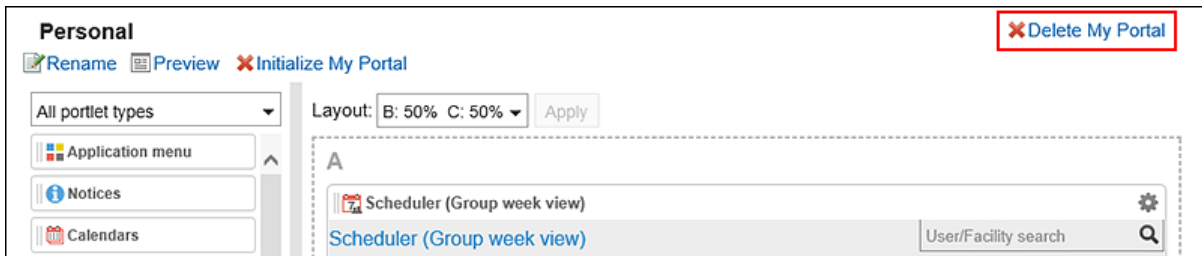 Personal
Delete My Portal
Rename Preview Initialize My Portal
All portlet types
Layout: B: 50% C: 50% Apply
Application menu
A
Notices
Scheduler (Group week view)
Calendars
Scheduler (Group week view) User/Facility search